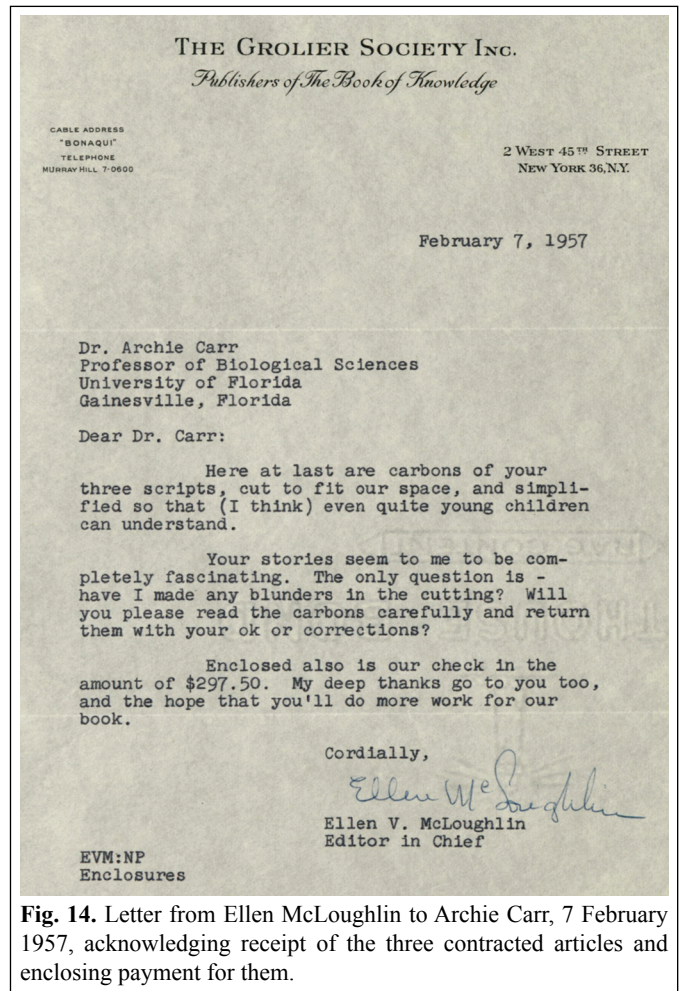 THE GROLIER SOCIETY INC.
Publishers of The Book of Knowledge
CABLE ADDRESS
"BONAQUI"
TELEPHONE
MURRAY HILL 7-0600
2 WEST 45TH STREET
NEW YORK 36, N.Y.
February 7, 1957
Dr. Archie Carr
Professor of Biological Sciences
University of Florida
Gainesville, Florida
Dear Dr. Carr:
Here at last are carbons of your
three scripts, cut to fit our space, and simpli-
fied so that (I think) even quite young children
can understand.
Your stories seem to me to be com-
pletely fascinating. The only question is -
have I made any blunders in the cutting? Will
you please read the carbons carefully and return
them with your ok or corrections?
Enclosed also is our check in the
amount of $297.50. My deep thanks go to you too,
and the hope that you'll do more work for our
book.
Cordially,
Ellen McLoughlin
Ellen V. McLoughlin
Editor in Chief
EVM:NP
Enclosures
Fig. 14. Letter from Ellen McLoughlin to Archie Carr, 7 February
1957, acknowledging receipt of the three contracted articles and
enclosing payment for them.